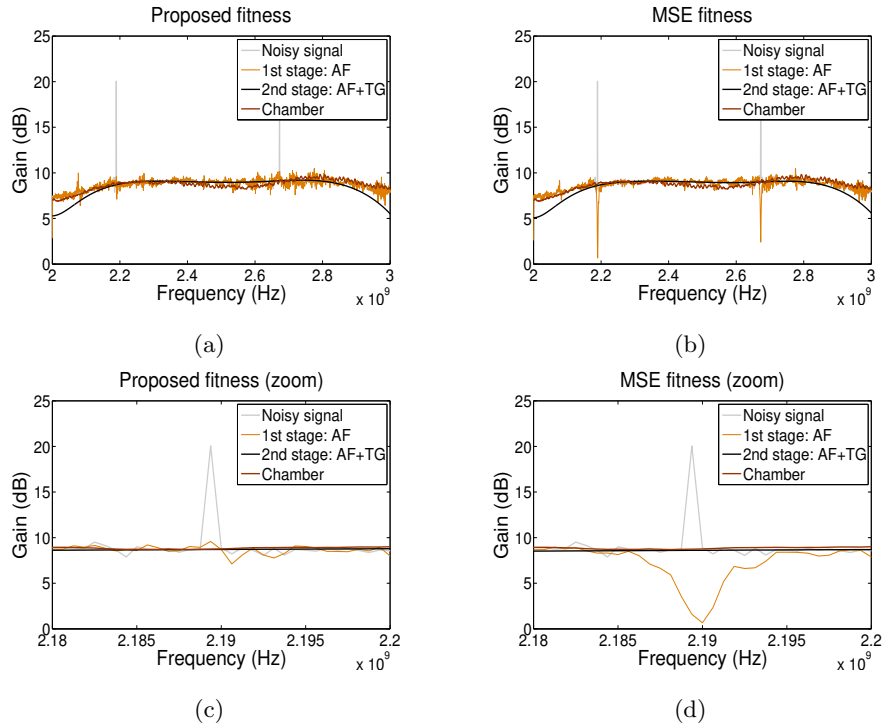 Proposed fitness
25
20
15
10
5
0
Gain (dB)
Noisy signal
1st stage: AF
2nd stage: AF+TG
Chamber
2
2.2
2.4
2.6
2.8
3
Frequency (Hz)
x 10^9
(a)
MSE fitness
25
20
15
10
5
0
Gain (dB)
Noisy signal
1st stage: AF
2nd stage: AF+TG
Chamber
2
2.2
2.4
2.6
2.8
3
Frequency (Hz)
x 10^9
(b)
Proposed fitness (zoom)
25
20
15
10
5
0
Gain (dB)
Noisy signal
1st stage: AF
2nd stage: AF+TG
Chamber
2.18
2.185
2.19
2.195
2.2
Frequency (Hz)
x 10^9
(c)
MSE fitness (zoom)
25
20
15
10
5
0
Gain (dB)
Noisy signal
1st stage: AF
2nd stage: AF+TG
Chamber
2.18
2.185
2.19
2.195
2.2
Frequency (Hz)
x 10^9
(d)